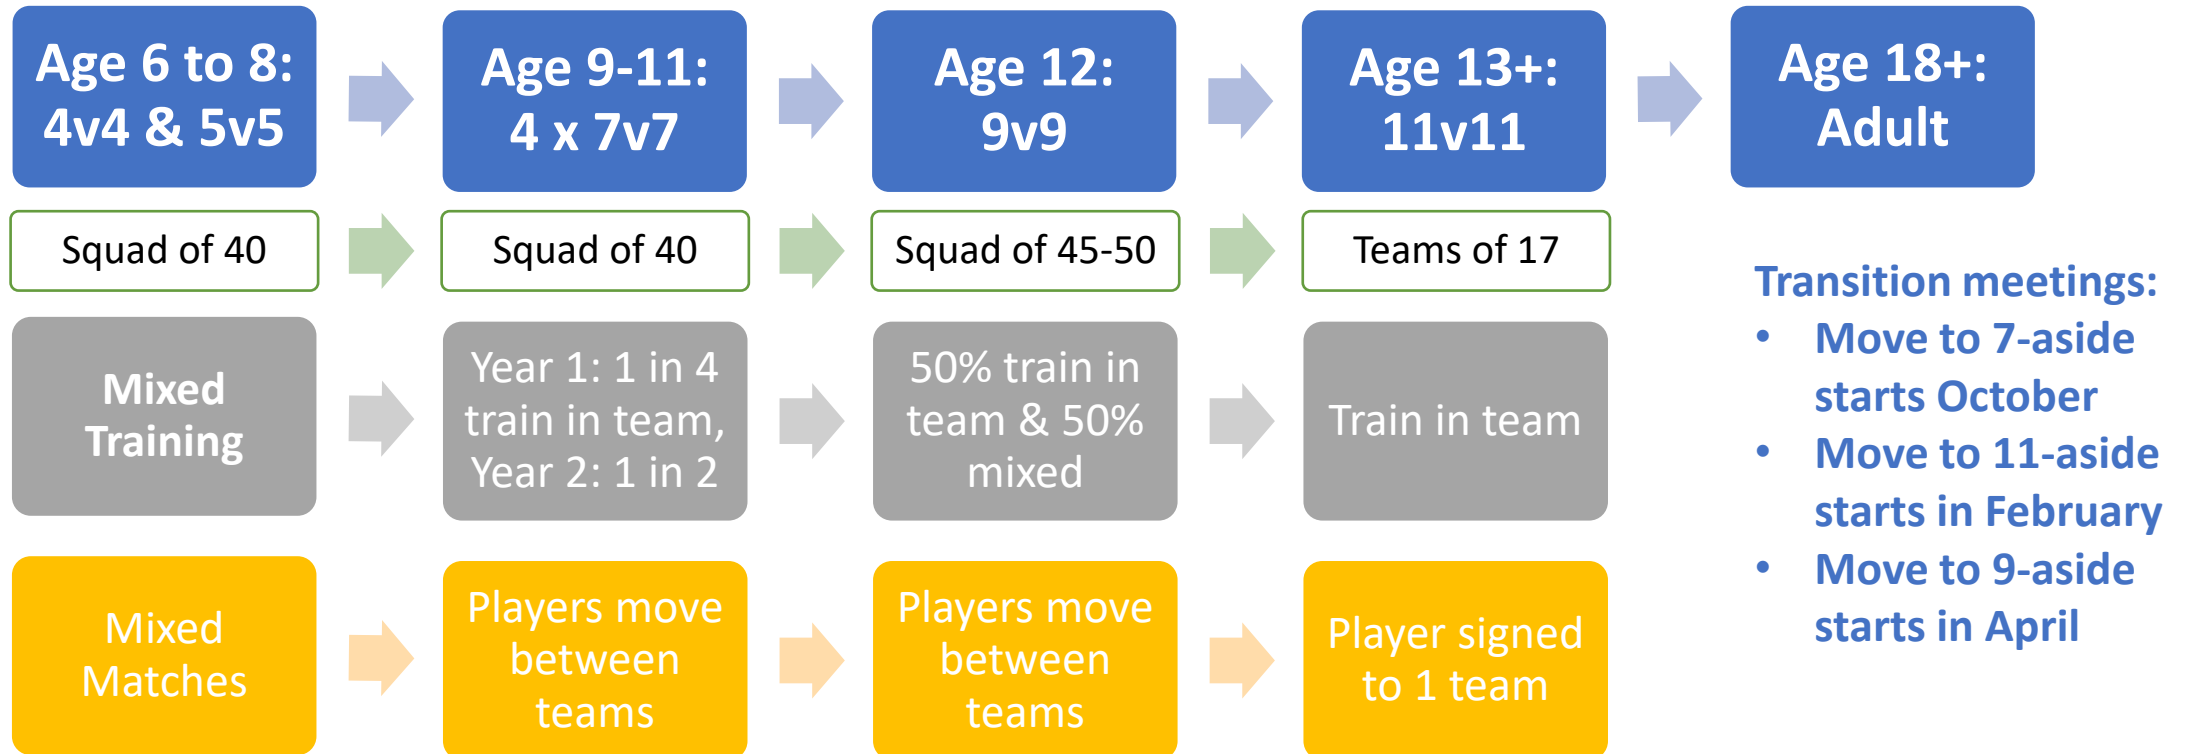 Age 6 to 8:
4v4 & 5v5
Age 9-11:
4 x 7v7
Age 12:
9v9
Age 13+:
11v11
Age 18+:
Adult
Squad of 40
Squad of 40
Squad of 45-50
Teams of 17
Mixed
Training
Year 1: 1 in 4
train in team,
Year 2: 1 in 2
50% train in
team & 50%
mixed
Train in team
Mixed
Matches
Players move
between
teams
Players move
between
teams
Player signed
to 1 team
Transition meetings:
• Move to 7-aside
starts October
• Move to 11-aside
starts in February
• Move to 9-aside
starts in April